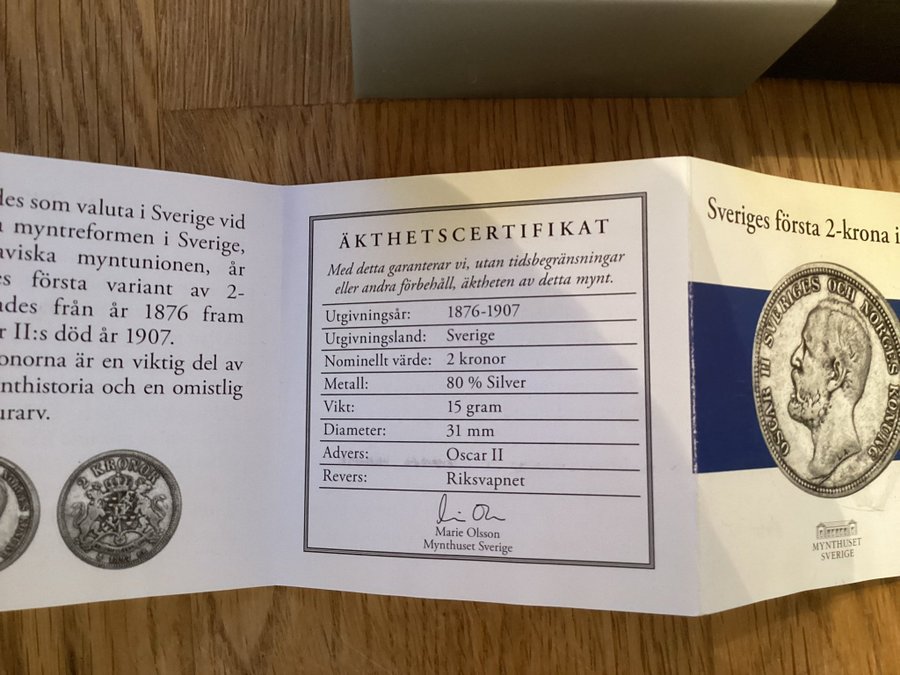 des som valuta i Sverige vid
myntreformen i Sverige,
aviska myntunionen, år
es första variant av 2-
ades från år 1876 fram
r II:s död år 1907.
onorna är en viktig del av
nthistoria och en omistlig
urarv.
2 KRONOR
ÄKTHETSCERTIFIKAT
Med detta garanterar vi, utan tidsbegränsningar
eller andra förbehåll, äktheten av detta mynt.
Utgivningsår: 1876-1907
Utgivningsland: Sverige
Nominellt värde: 2 kronor
Metall: 80 % Silver
Vikt: 15 gram
Diameter: 31 mm
Advers: Oscar II
Revers: Riksvapnet
Marie Olsson
Mynthuset Sverige
Sveriges första 2-krona i
OSCAR II SVERIGES OCH NORGES KONUNG
MYNTHUSET
SVERIGE